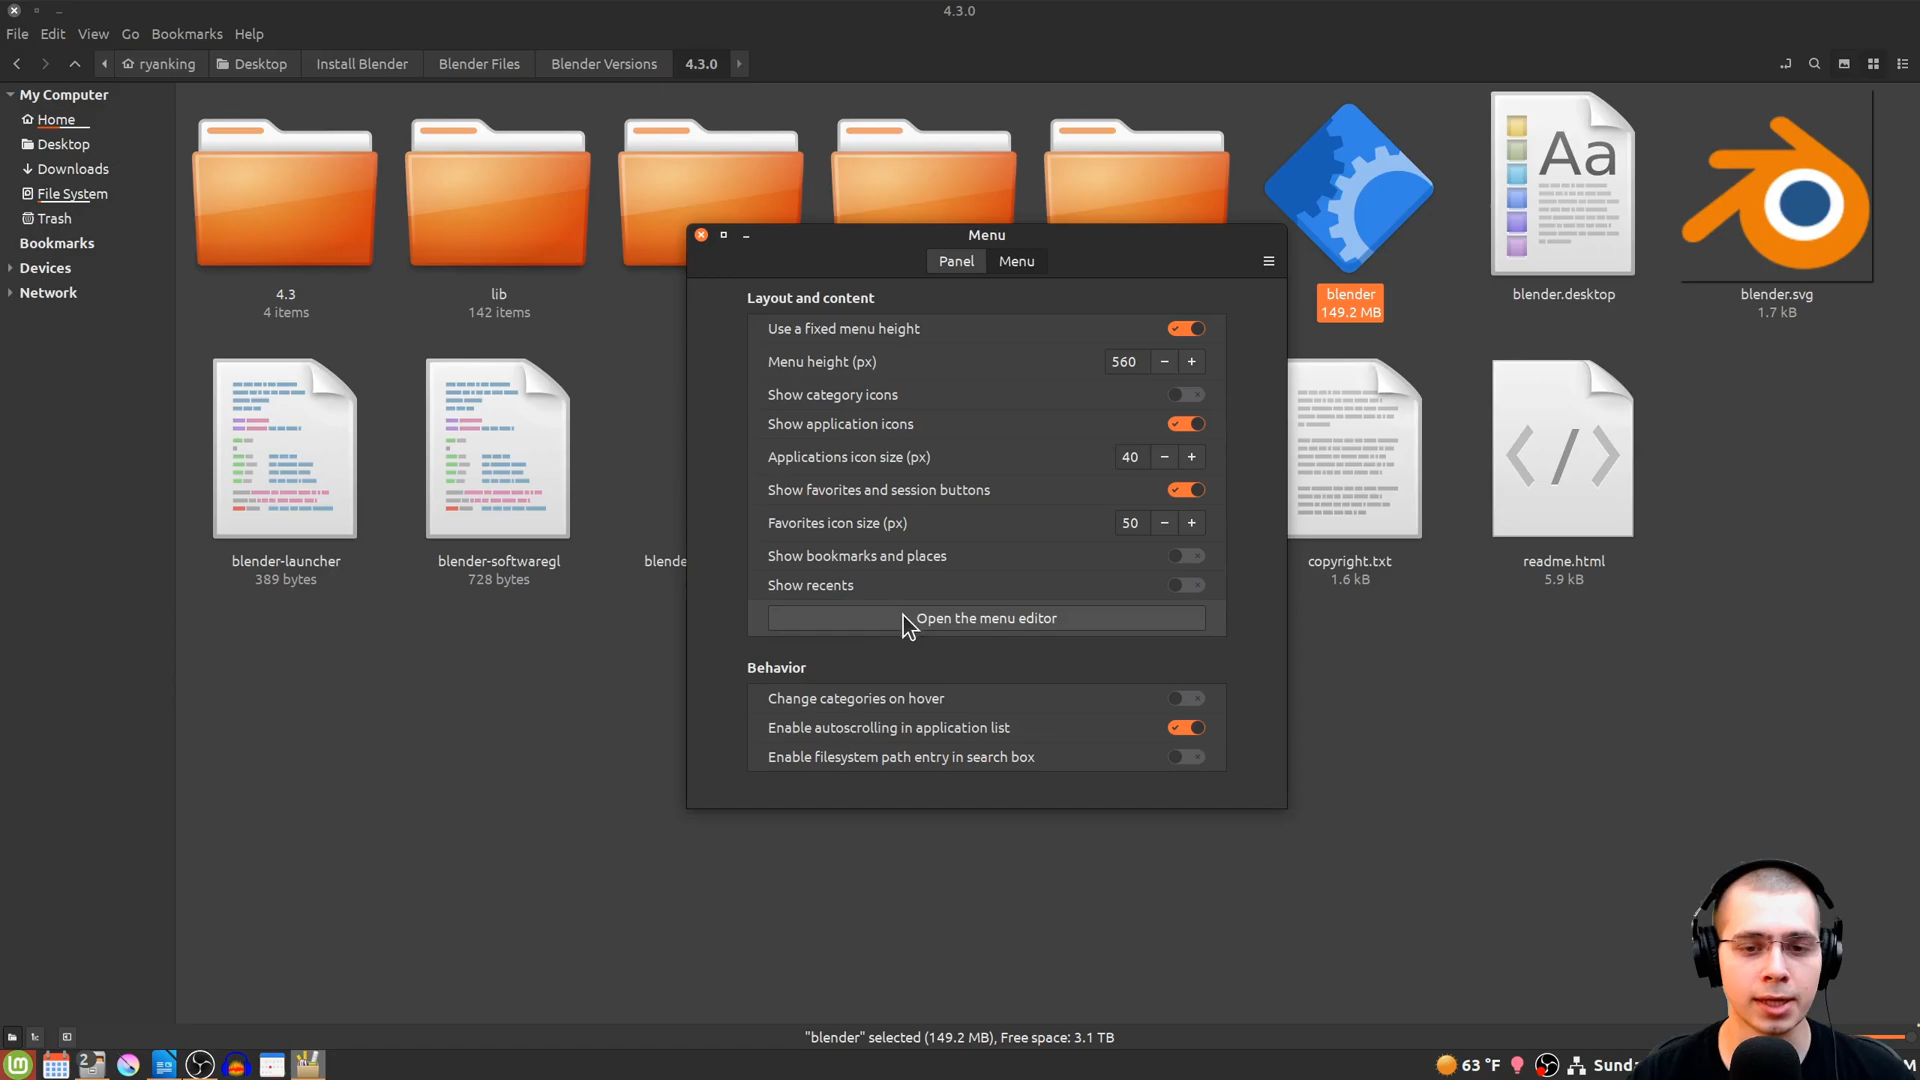 4.3.0
File Edit View Go Bookmarks Help
ryanking Desktop Install Blender Blender Files Blender Versions 4.3.0
My Computer
Home
Desktop
Downloads
File System
Trash
Bookmarks
Devices
Network
4.3
4 items
lib
142 items
blender
149.2 MB
Aa
blender.desktop
blender.svg
1.7 kB
blender-launcher
389 bytes
blender-softwaregl
728 bytes
blende
copyright.txt
1.6 kB
</>
readme.html
5.9 kB
Menu
Panel Menu
Layout and content
Use a fixed menu height
Menu height (px) 560 - +
Show category icons
Show application icons
Applications icon size (px) 40 - +
Show favorites and session buttons
Favorites icon size (px) 50 - +
Show bookmarks and places
Show recents
Open the menu editor
Behavior
Change categories on hover
Enable autoscrolling in application list
Enable filesystem path entry in search box
"blender" selected (149.2 MB), Free space: 3.1 TB
2
63 °F Sund
M